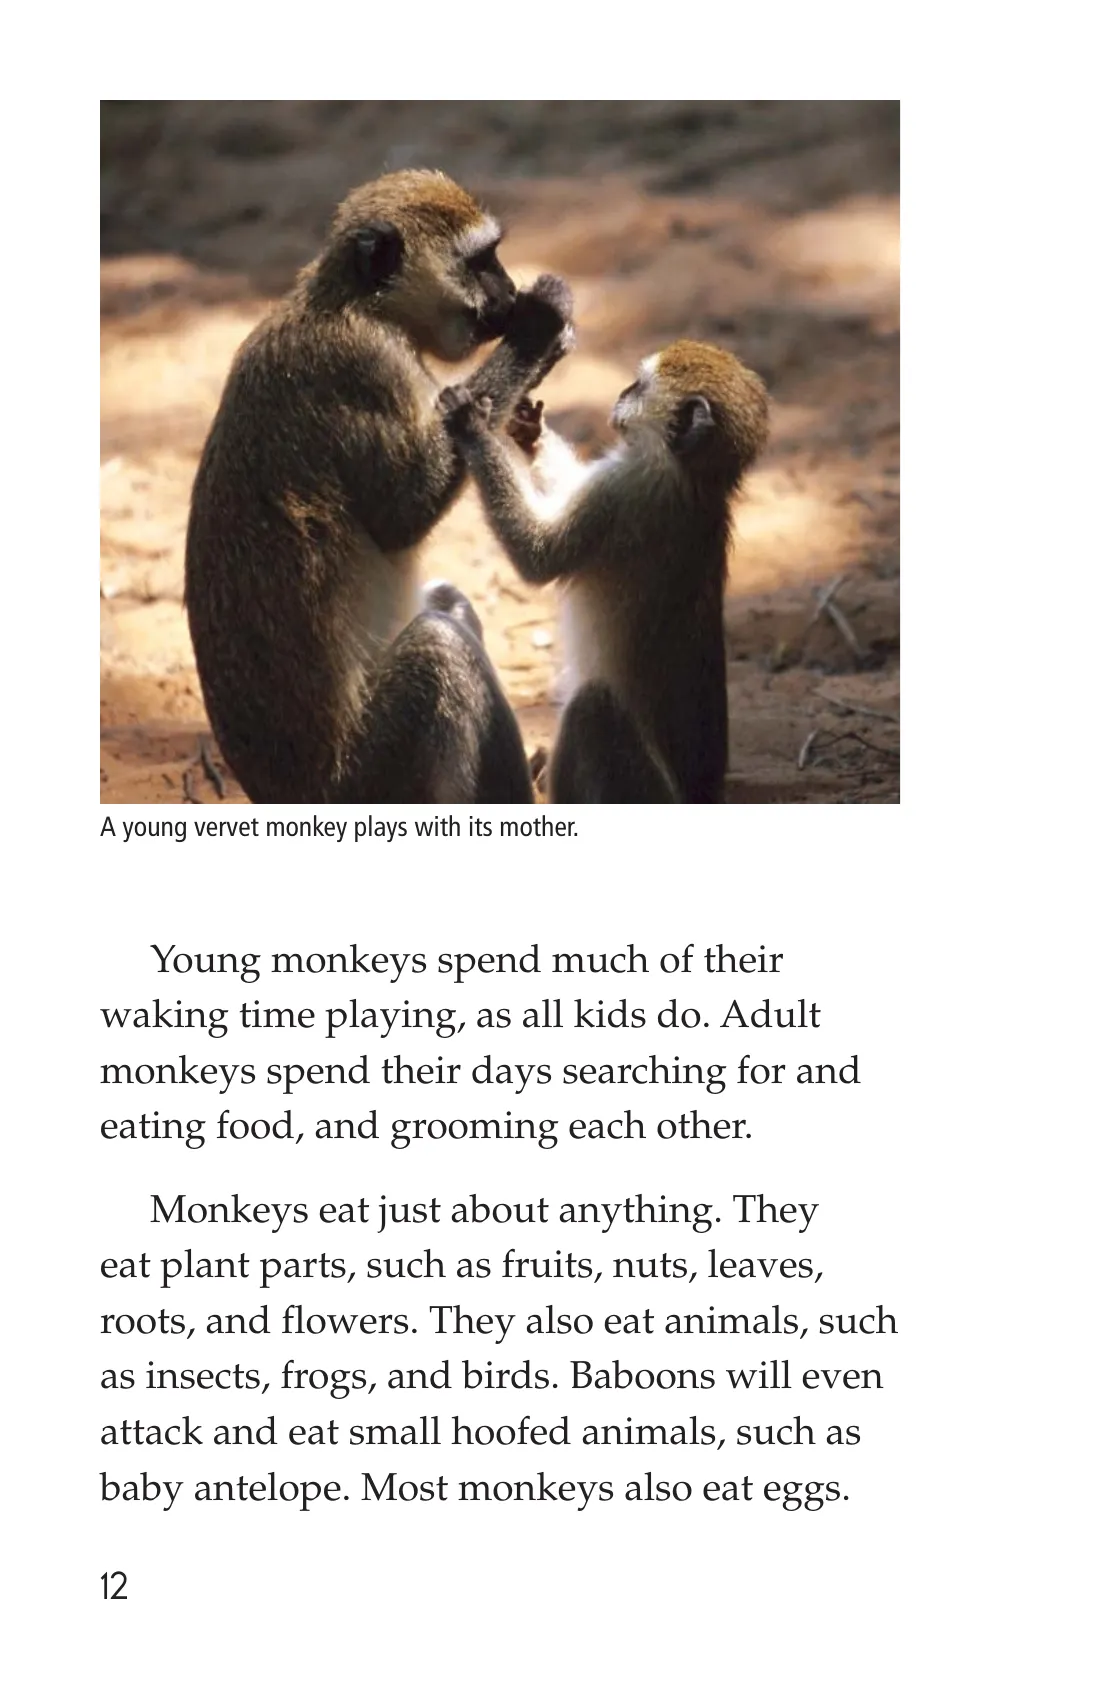 A young vervet monkey plays with its mother.
Young monkeys spend much of their
waking time playing, as all kids do. Adult
monkeys spend their days searching for and
eating food, and grooming each other.
Monkeys eat just about anything. They
eat plant parts, such as fruits, nuts, leaves,
roots, and flowers. They also eat animals, such
as insects, frogs, and birds. Baboons will even
attack and eat small hoofed animals, such as
baby antelope. Most monkeys also eat eggs.
12